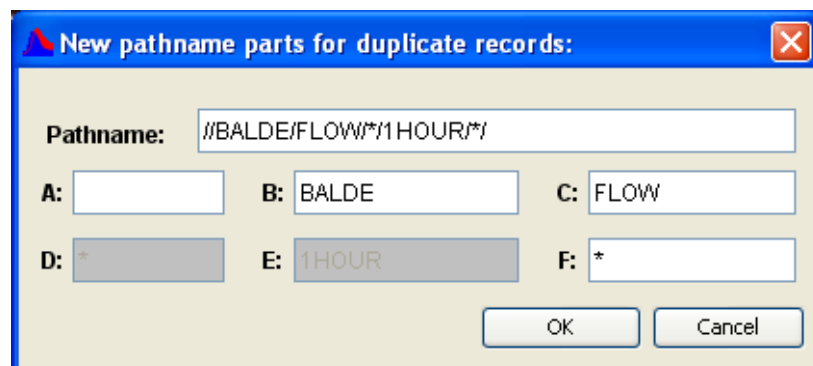 New pathname parts for duplicate records:
Pathname: //BALDE/FLOW/*/1HOUR/*/
A: B: BALDE C: FLOW
D: * E: 1HOUR F: *
OK Cancel